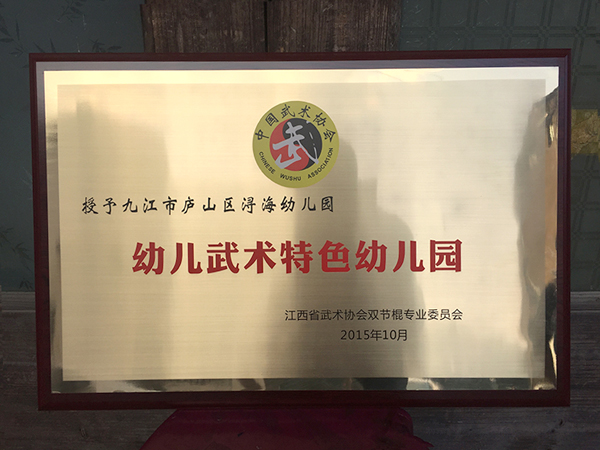 中国武术协会
武
CHINESE WUSHU ASSOCIATION
授予九江市庐山区浔海幼儿园
幼儿武术特色幼儿园
江西省武术协会双节棍专业委员会
2015年10月